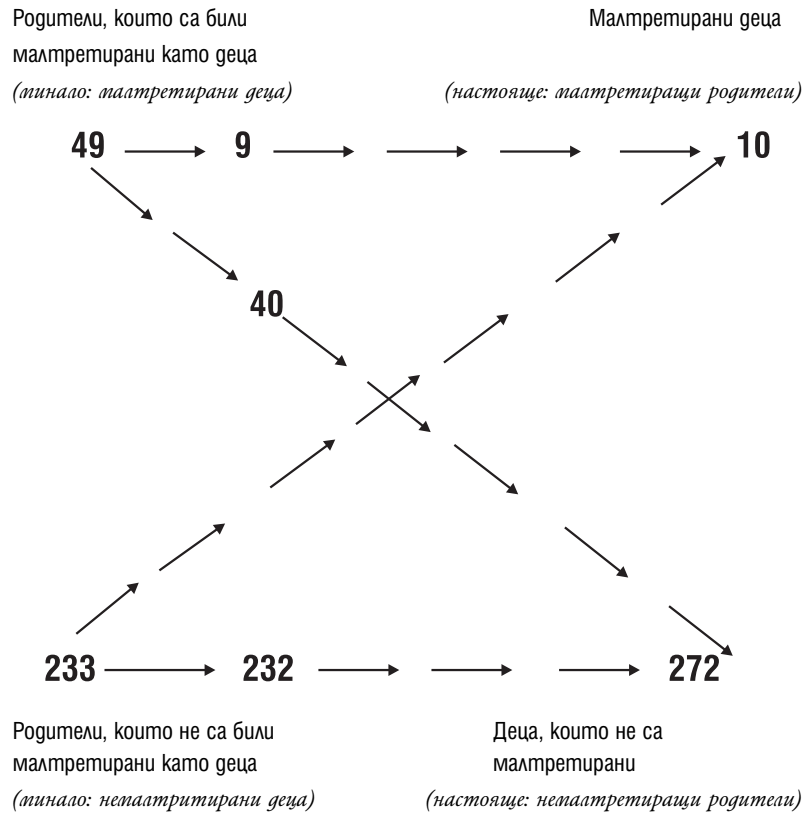 Родители, които са били
малтретирани като деца
(минало: малтретирани деца)
Малтретирани деца
(настояще: малтретиращи родители)
49
9
10
40
233
232
272
Родители, които не са били
малтретирани като деца
(минало: немалтритирани деца)
Деца, които не са
малтретирани
(настояще: немалтретиращи родители)